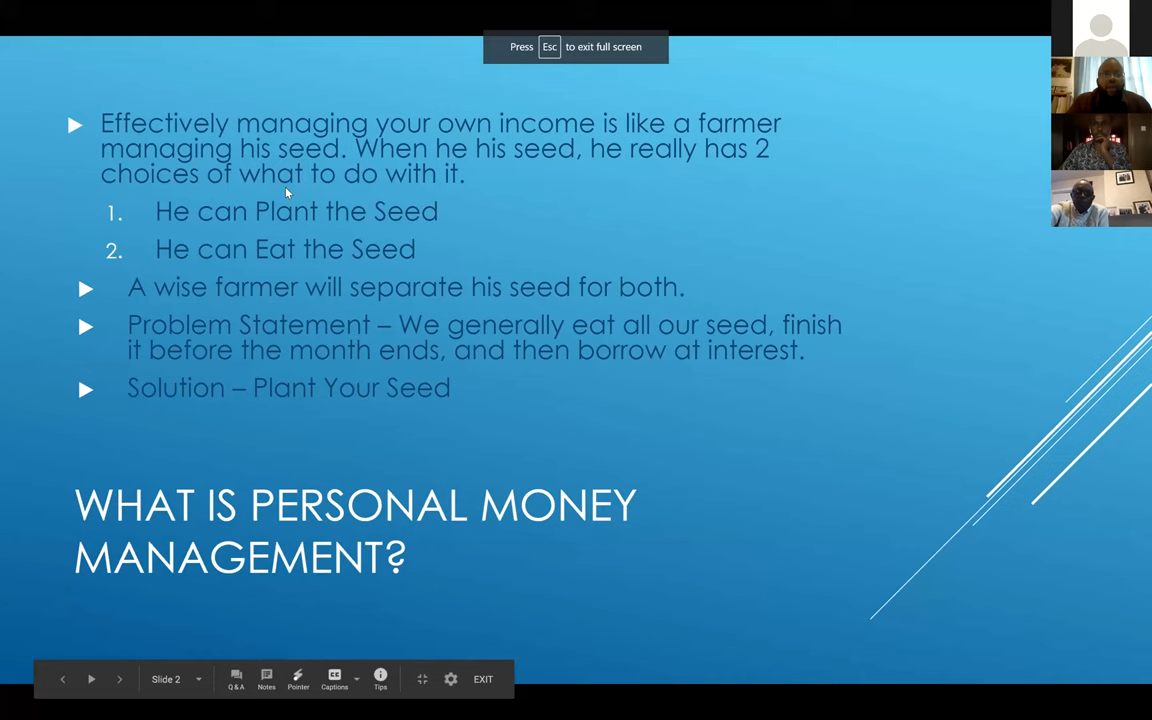 Press Esc to exit full screen
Effectively managing your own income is like a farmer
managing his seed. When he his seed, he really has 2
choices of what to do with it.
1. He can Plant the Seed
2. He can Eat the Seed
A wise farmer will separate his seed for both.
Problem Statement – We generally eat all our seed, finish
it before the month ends, and then borrow at interest.
Solution – Plant Your Seed
WHAT IS PERSONAL MONEY
MANAGEMENT?
Slide 2
Q & A
Notes
Pointer
CC
Captions
Tips
EXIT